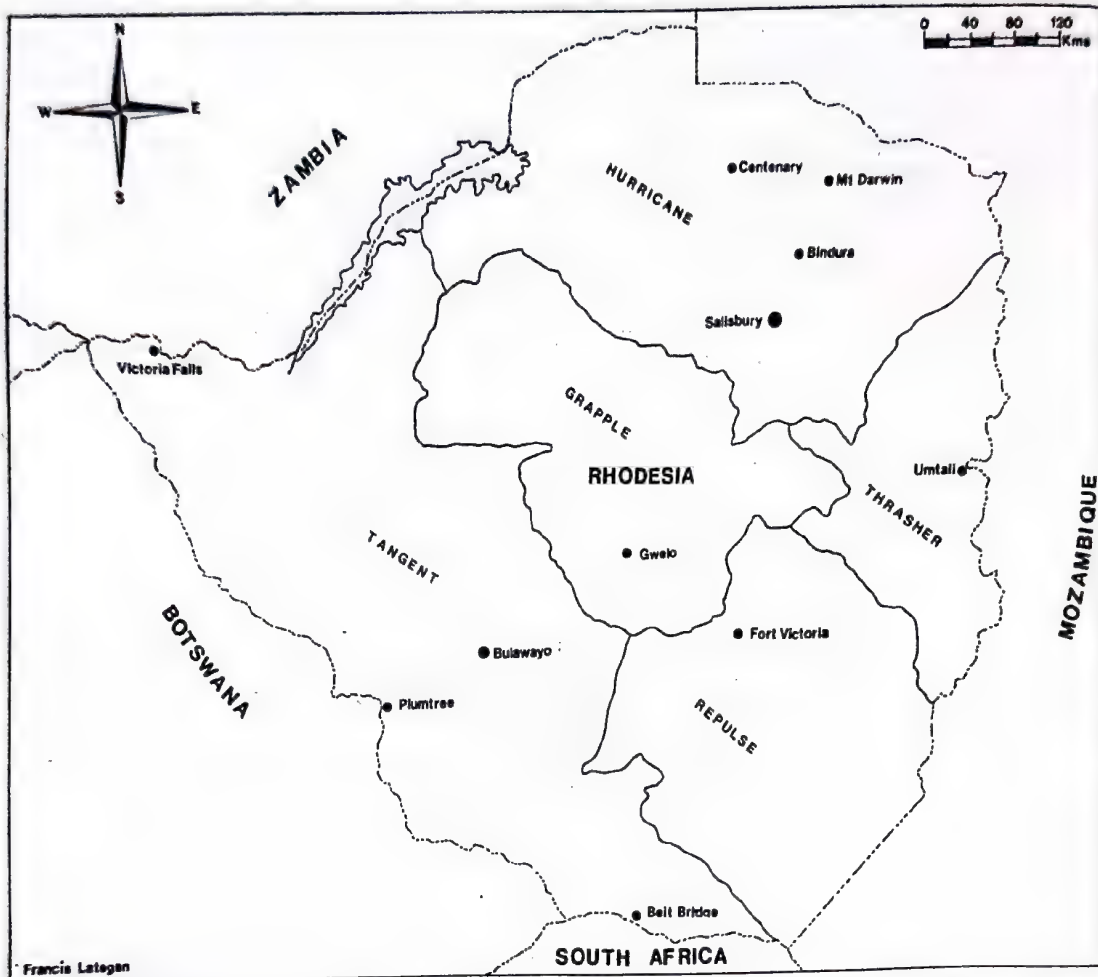 N
W
E
S
0 40 80 120
Kms
ZAMBIA
HURRICANE
Centenary
Mt Darwin
Bindura
Salisbury
Victoria Falls
GRAPPLE
RHODESIA
Umtali
THRASHER
MOZAMBIQUE
Gwelo
TANGENT
BOTSWANA
Bulawayo
Fort Victoria
Plumtree
REPULSE
Beit Bridge
SOUTH AFRICA
Francis Lategan